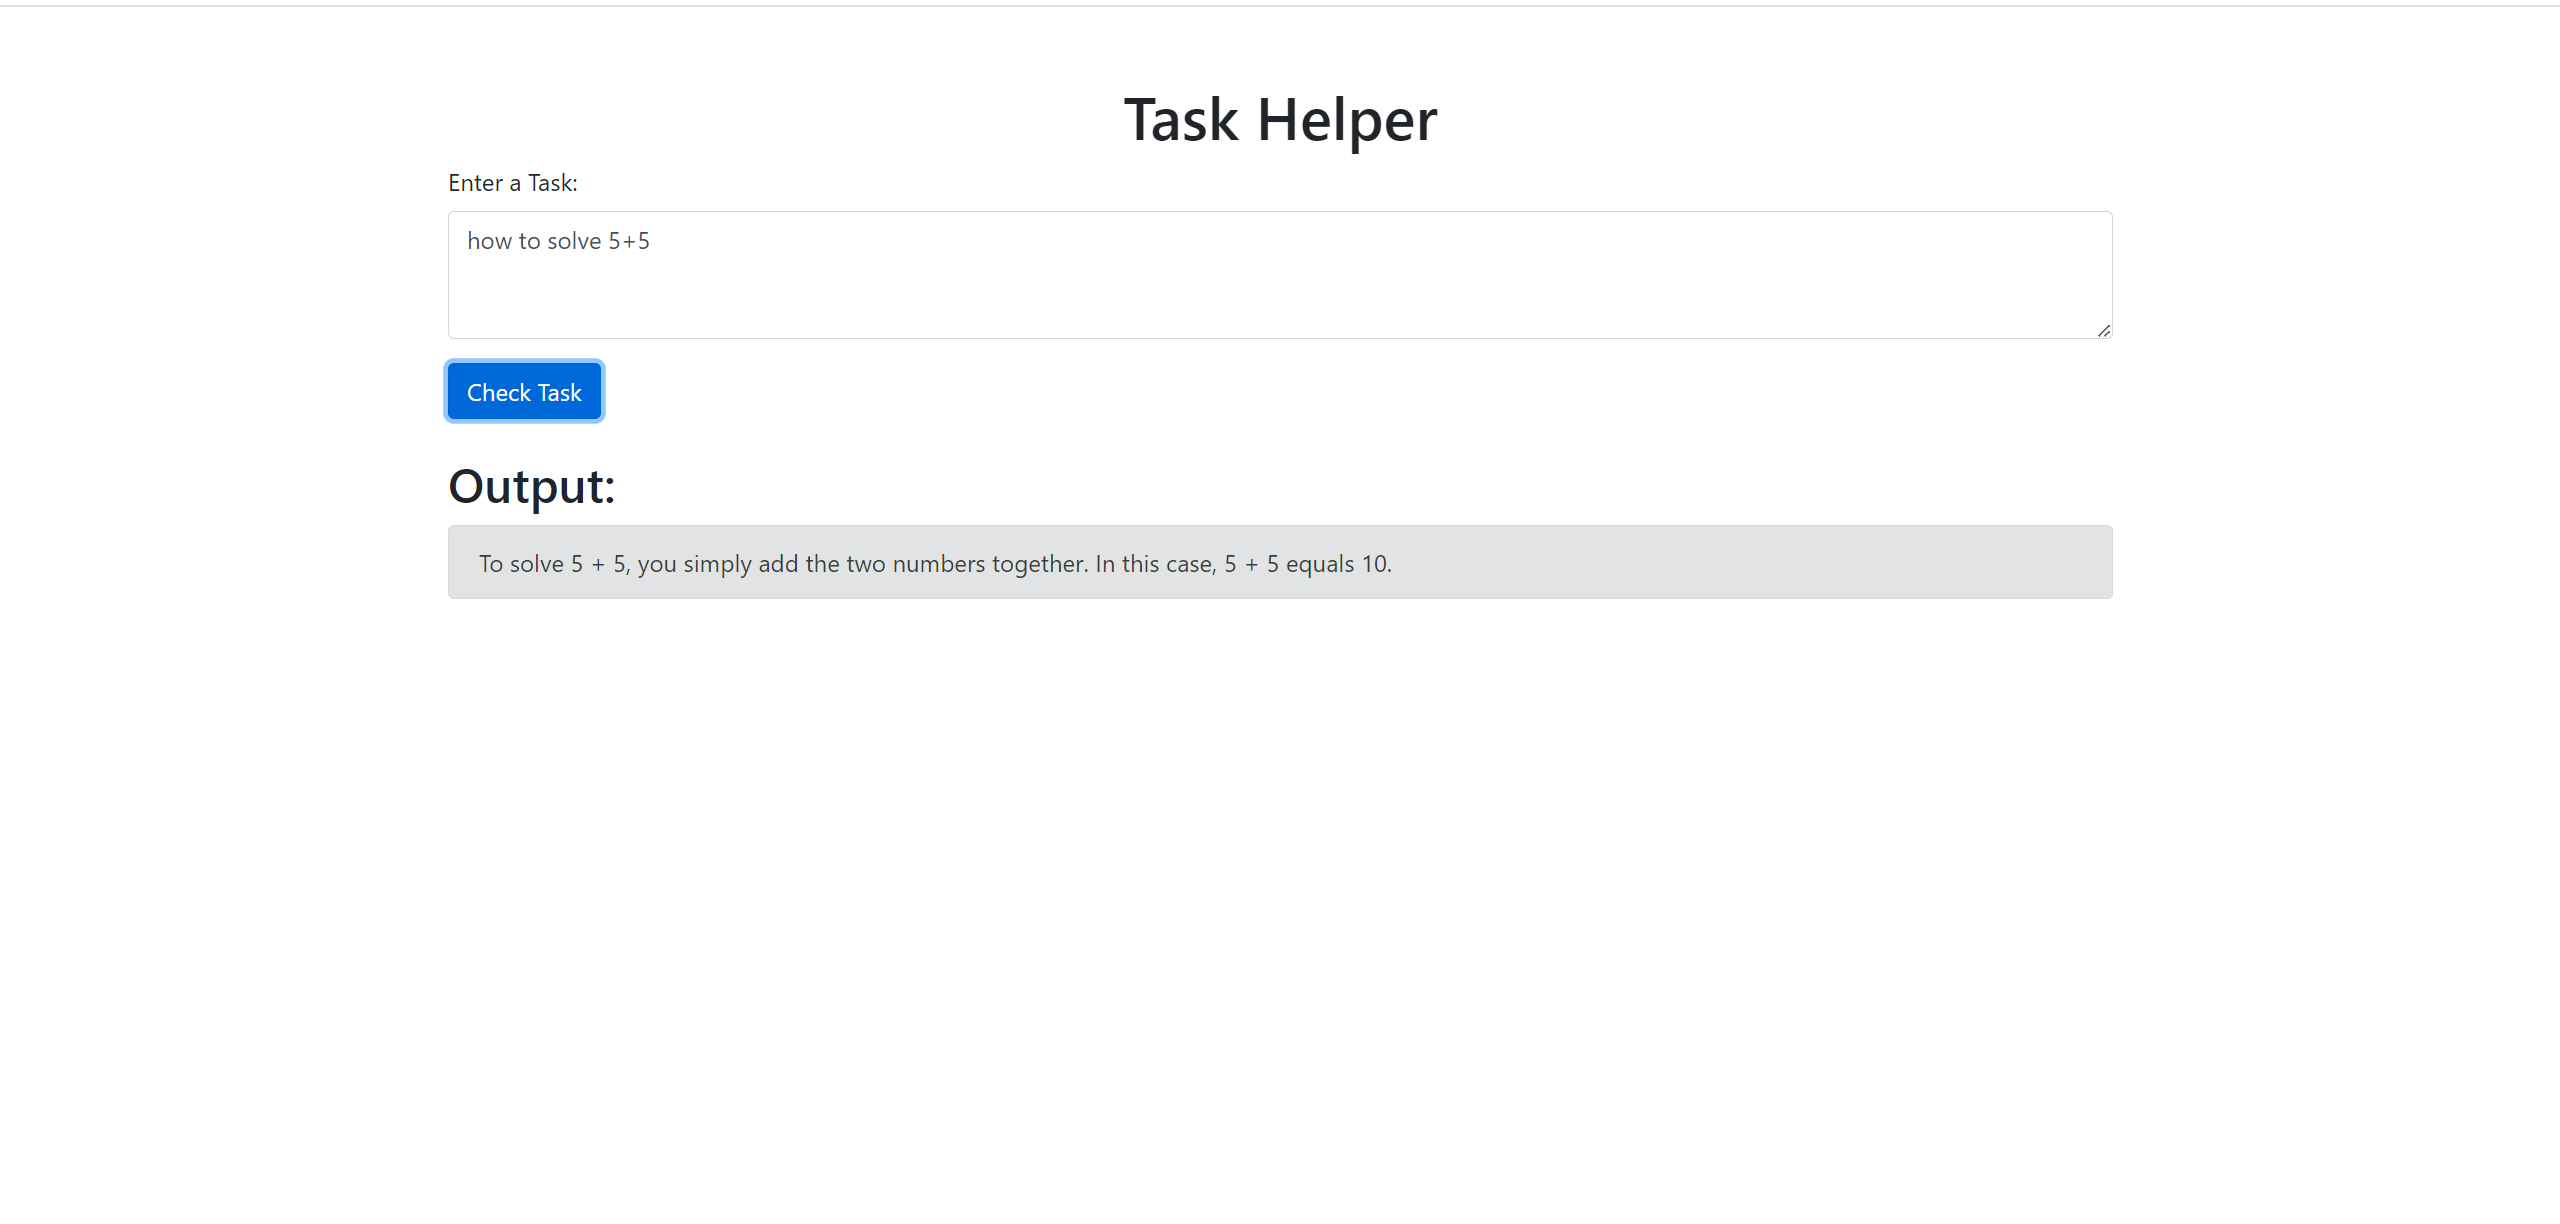 Task Helper
Enter a Task:
how to solve 5+5
Check Task
Output:
To solve 5 + 5, you simply add the two numbers together. In this case, 5 + 5 equals 10.